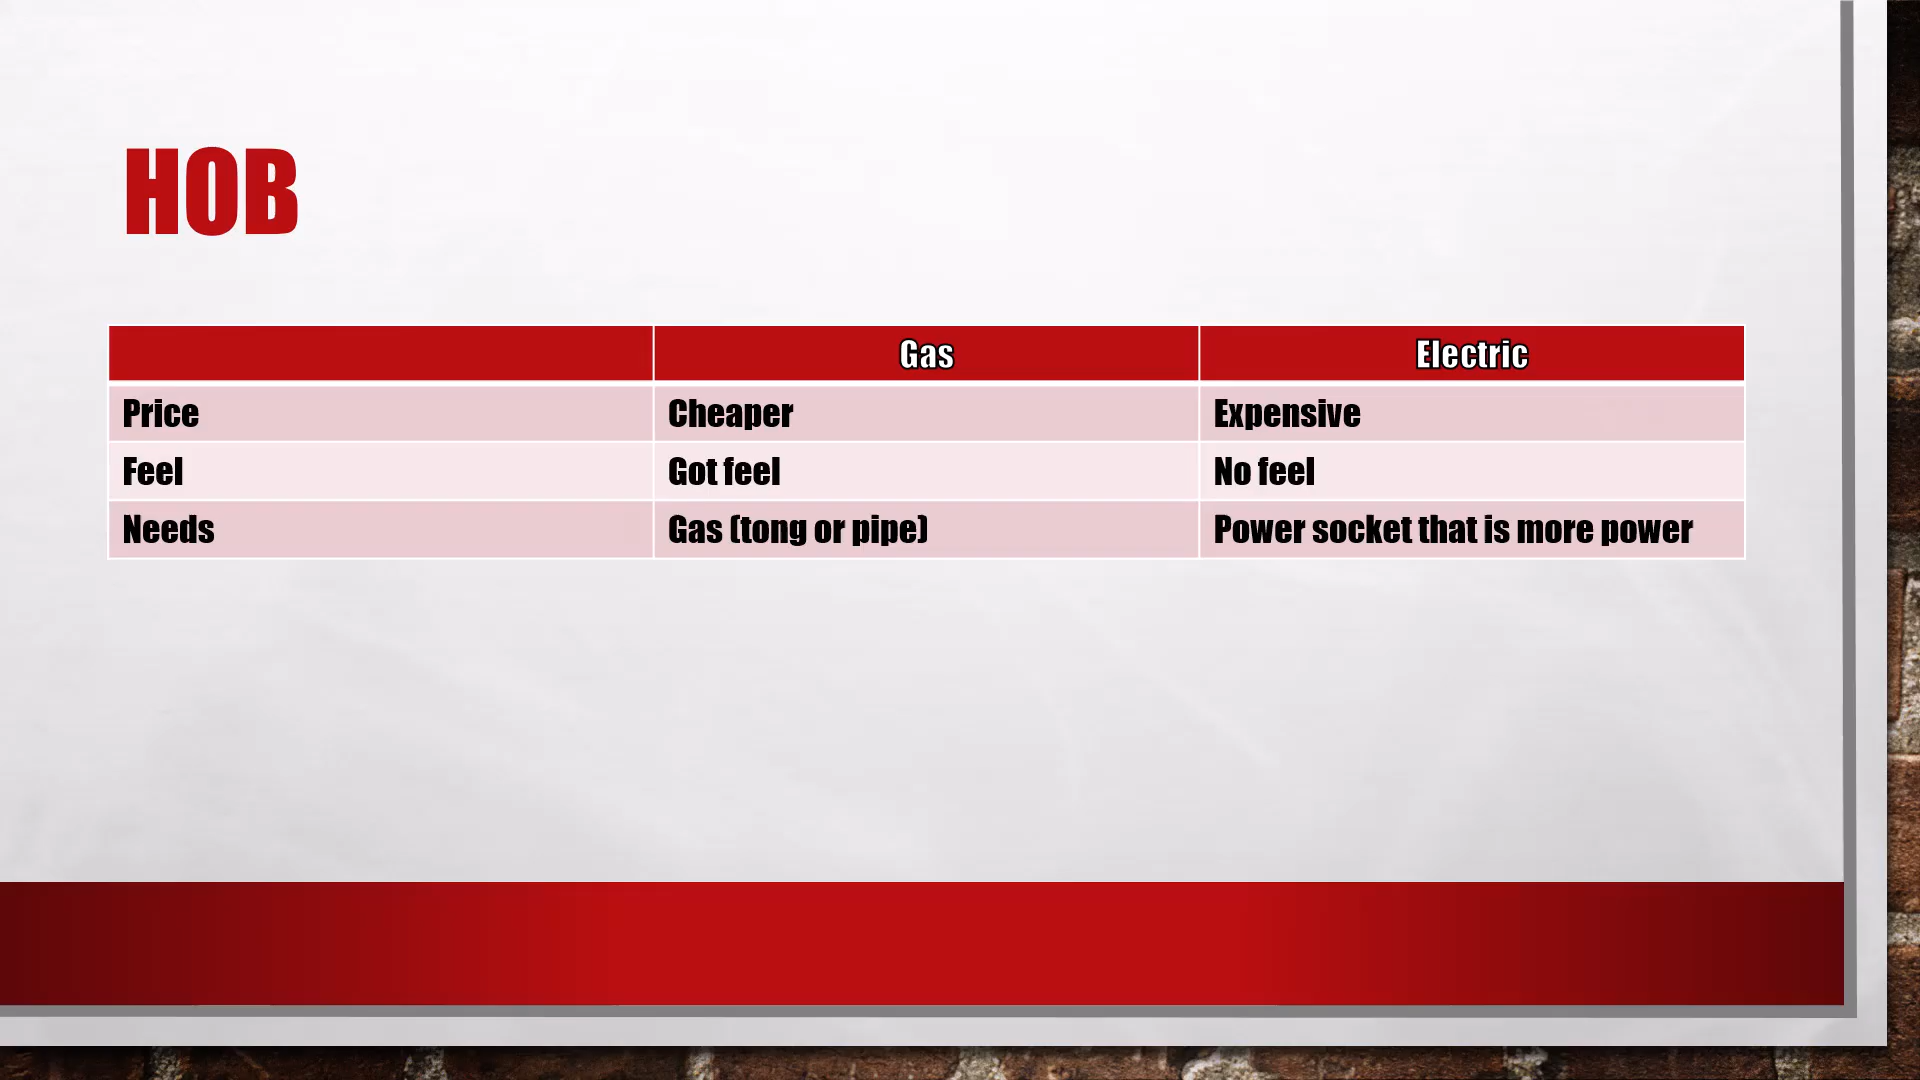 HOB
Gas Electric
Price Cheaper Expensive
Feel Got feel No feel
Needs Gas (tong or pipe) Power socket that is more power